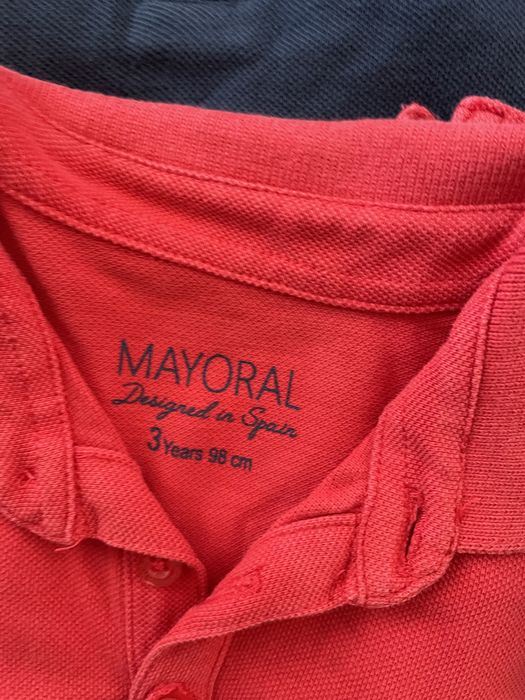 MAYORAL
Designed in Spain
3 Years 98 cm